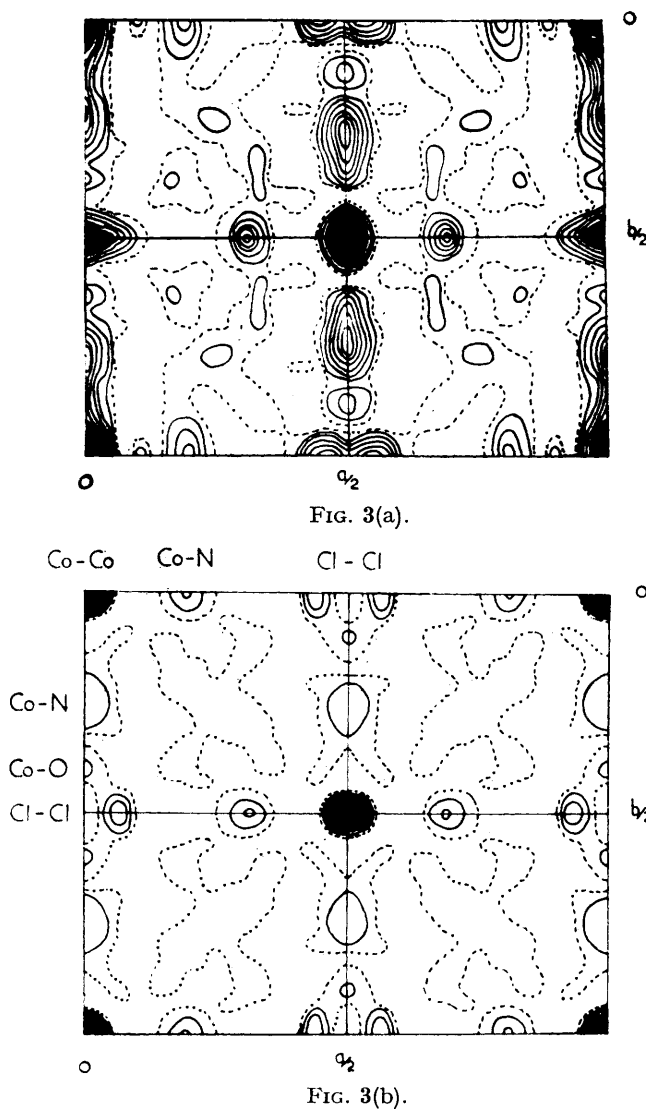 O
b/2
O
a/2
FIG. 3(a).
Co-Co Co-N Cl-Cl
O
Co-N
Co-O
Cl-Cl
b/2
O
a/2
FIG. 3(b).